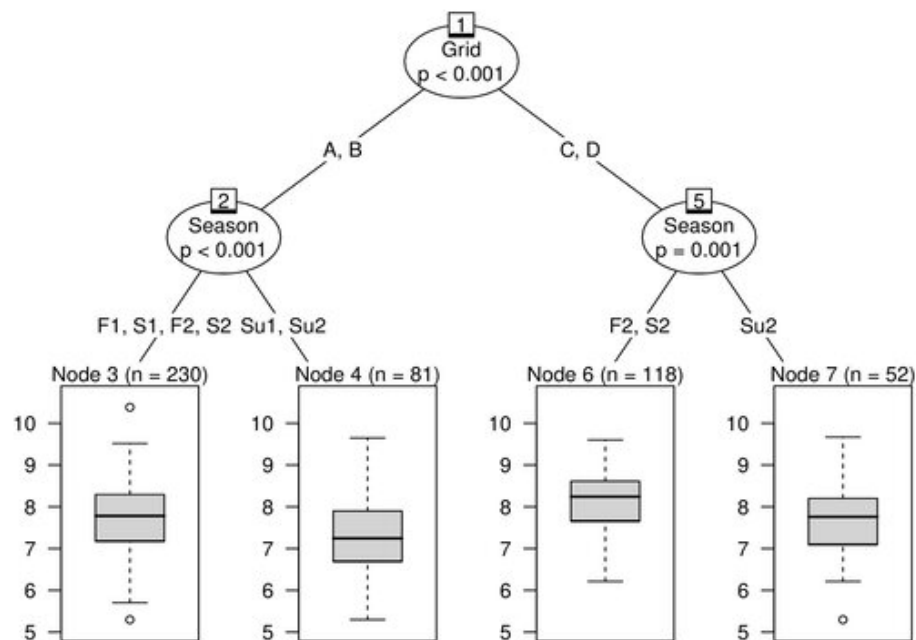 1
Grid
p < 0.001
A, B
C, D
2
Season
p < 0.001
5
Season
p = 0.001
F1, S1, F2, S2
Su1, Su2
F2, S2
Su2
Node 3 (n = 230)
Node 4 (n = 81)
Node 6 (n = 118)
Node 7 (n = 52)
10
9
8
7
6
5
10
9
8
7
6
5
10
9
8
7
6
5
10
9
8
7
6
5